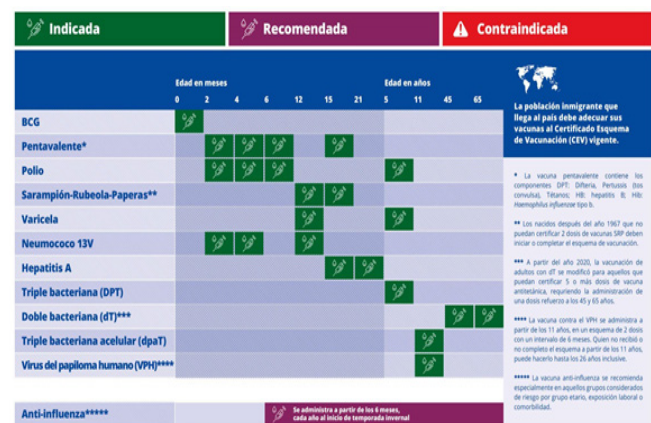 Indicada
Recomendada
Contraindicada
Edad en meses
Edad en años
0 2 4 6 12 15 21 5 11 45 65
BCG
Pentavalente*
Polio
Sarampión-Rubeola-Paperas**
Varicela
Neumococo 13V
Hepatitis A
Triple bacteriana (DPT)
Doble bacteriana (dT)***
Triple bacteriana acelular (dpaT)
Virus del papiloma humano (VPH)****
Anti-influenza*****
Se administra a partir de los 6 meses,
cada año al inicio de temporada invernal
La población inmigrante que
llega al país debe adecuar sus
vacunas al Certificado Esquema
de Vacunación (CEV) vigente.
* La vacuna pentavalente contiene los
componentes DPT: Difteria, Pertussis (tos
convulsa), Tétanos; HB: hepatitis B; Hib:
Haemophilus influenzae tipo b.
** Los nacidos después del año 1967 que no
puedan certificar 2 dosis de vacunas SRP deben
iniciar o completar el esquema de vacunación.
*** A partir del año 2020, la vacunación de
adultos con dT se modificó para aquellos que
puedan certificar 5 o más dosis de vacuna
antitetánica, requiriendo la administración de
una dosis refuerzo a los 45 y 65 años.
**** La vacuna contra el VPH se administra a
partir de los 11 años, en un esquema de 2 dosis
con un intervalo de 6 meses. Quien no recibió o
no completo el esquema a partir de los 11 años,
puede hacerlo hasta los 26 años inclusive.
***** La vacuna anti-influenza se recomienda
especialmente en aquellos grupos considerados
de riesgo por grupo etario, exposición laboral o
comorbilidad.